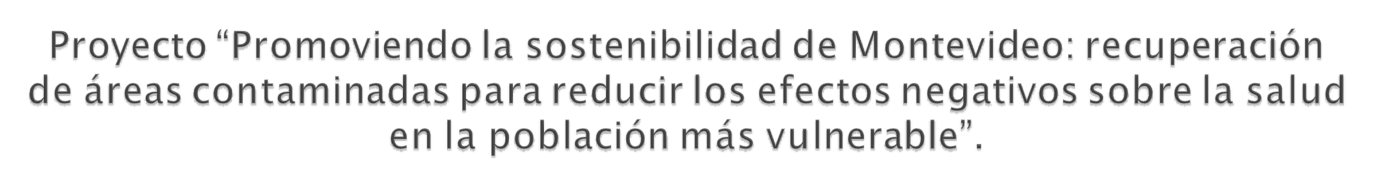 Proyecto “Promoviendo la sostenibilidad de Montevideo: recuperación
de áreas contaminadas para reducir los efectos negativos sobre la salud
en la población más vulnerable”.